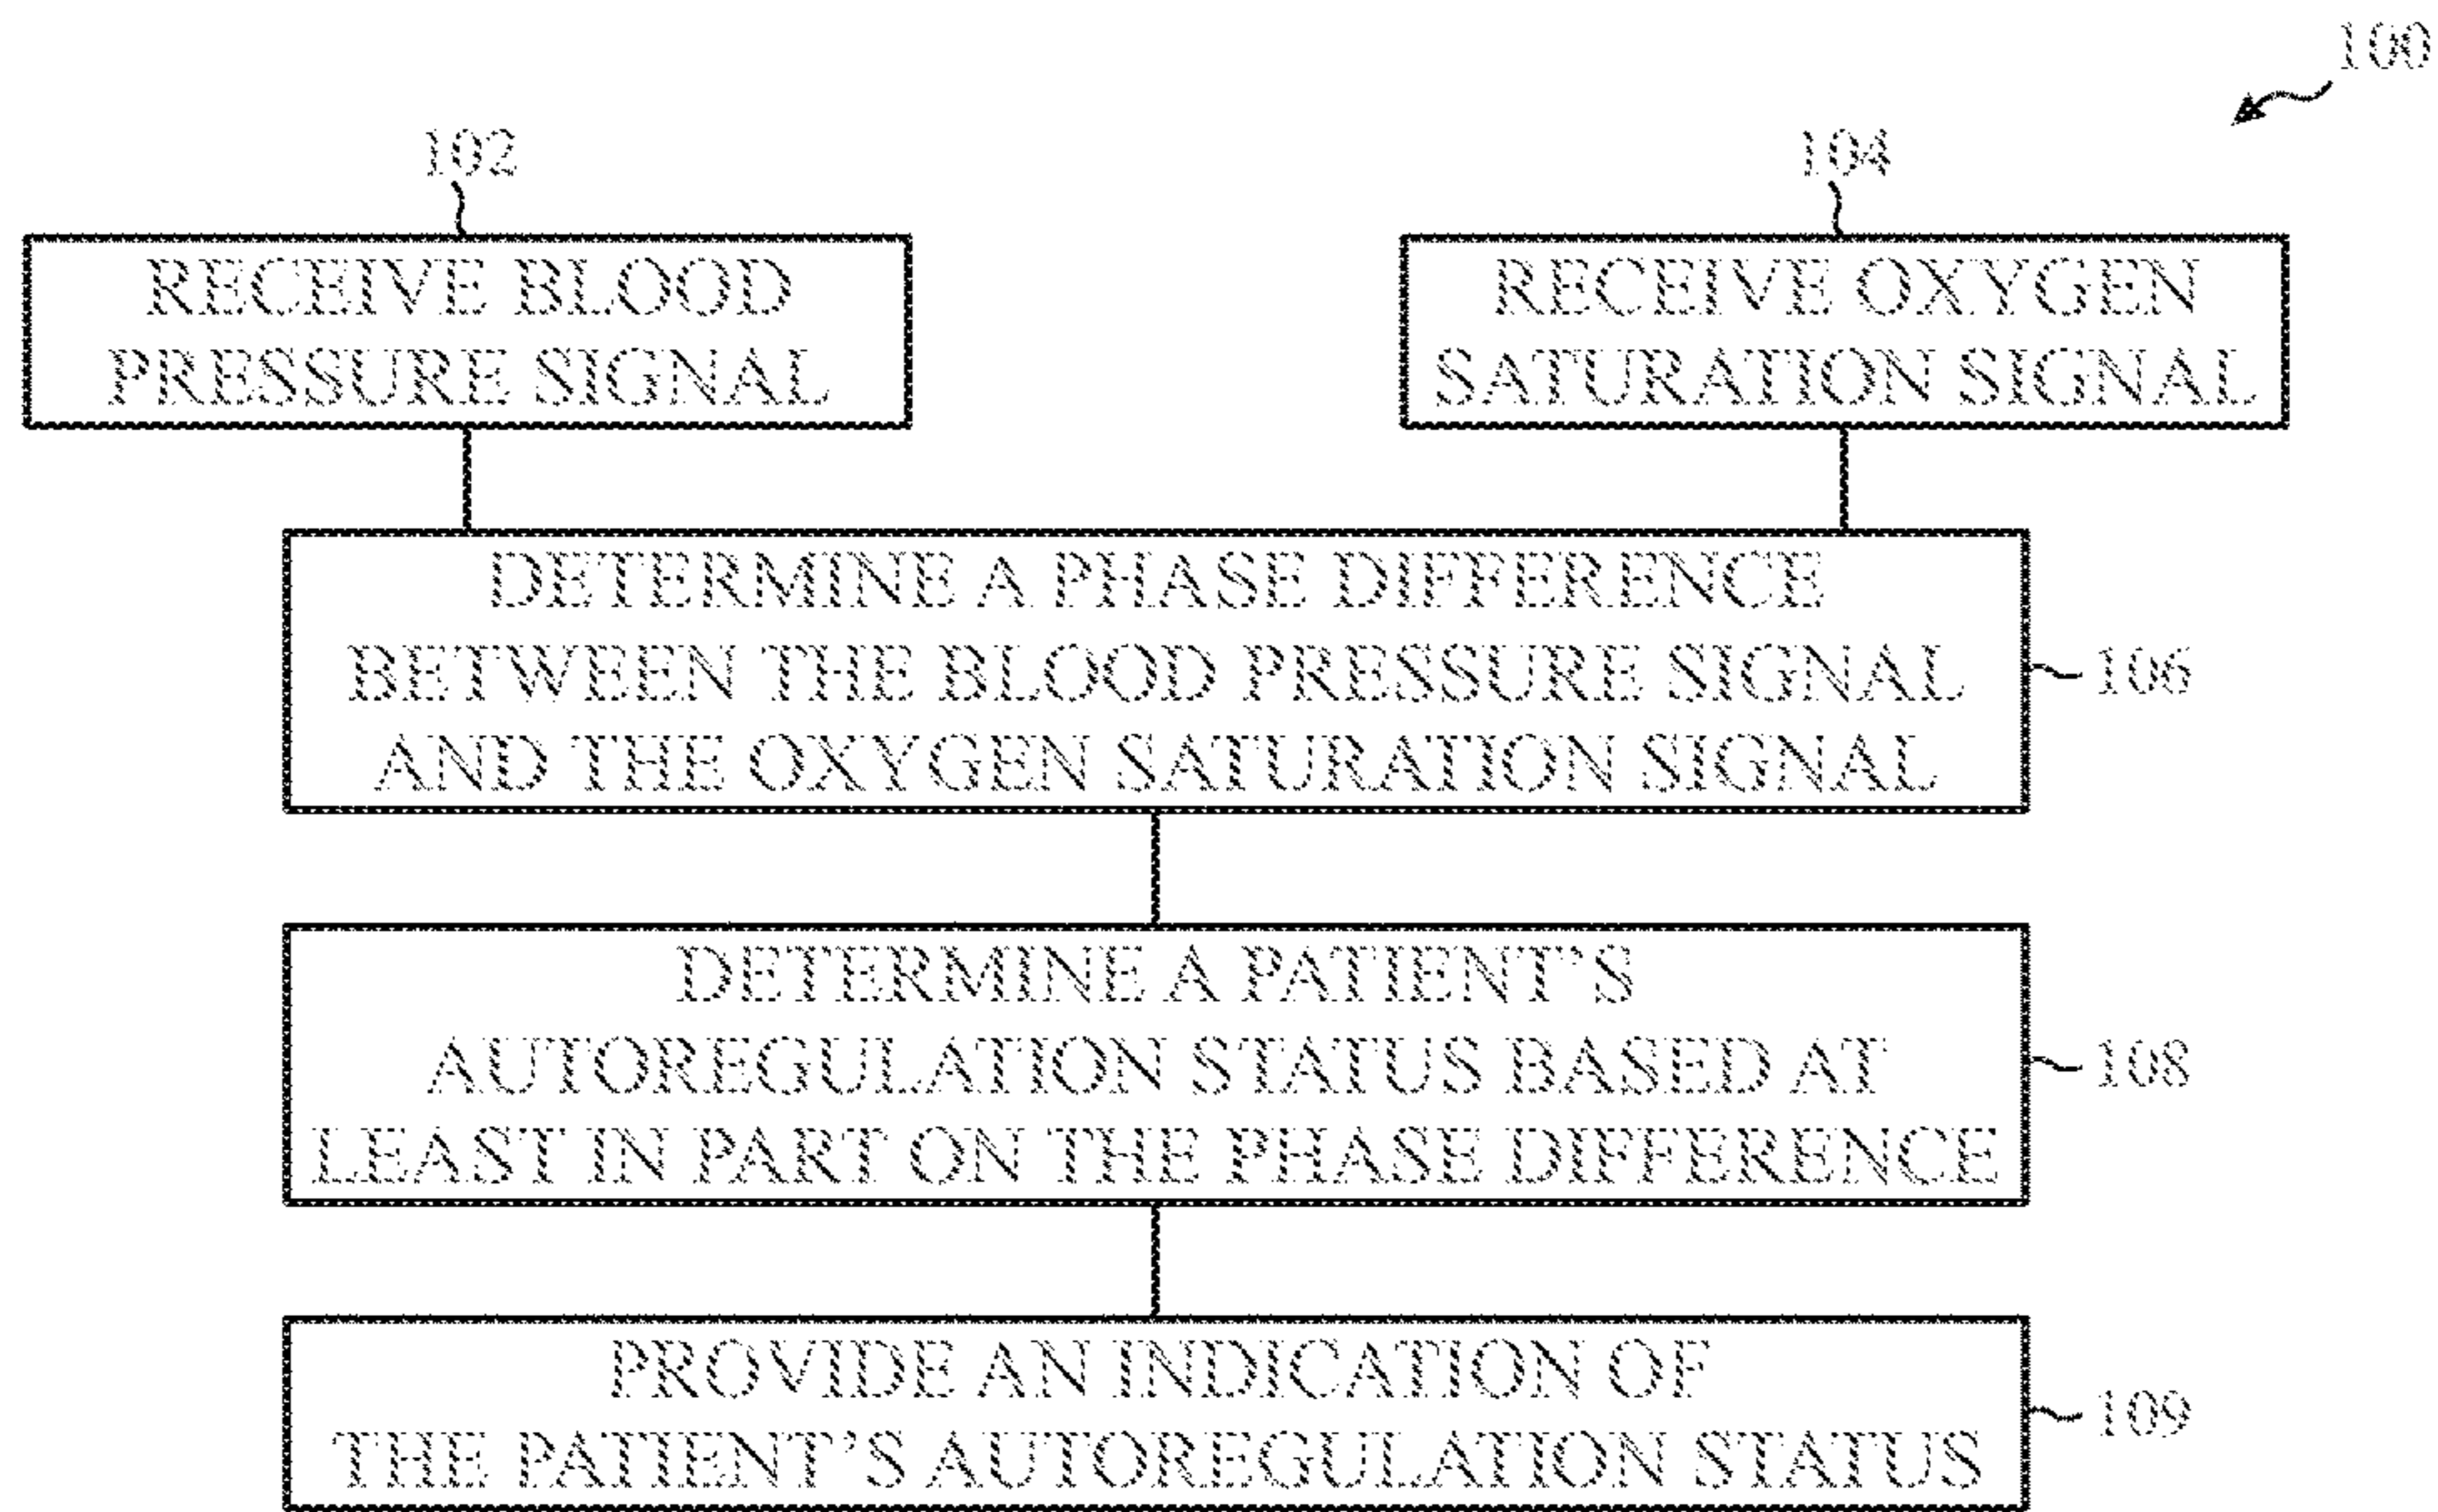 100
102
104
RECEIVE BLOOD
PRESSURE SIGNAL
RECEIVE OXYGEN
SATURATION SIGNAL
DETERMINE A PHASE DIFFERENCE
BETWEEN THE BLOOD PRESSURE SIGNAL
AND THE OXYGEN SATURATION SIGNAL
106
DETERMINE A PATIENT'S
AUTOREGULATION STATUS BASED AT
LEAST IN PART ON THE PHASE DIFFERENCE
108
PROVIDE AN INDICATION OF
THE PATIENT'S AUTOREGULATION STATUS
109